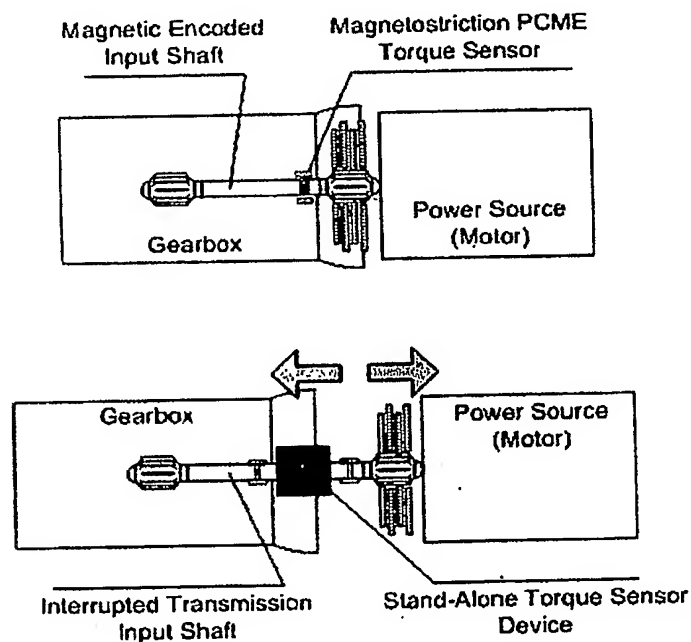 Magnetic Encoded
Input Shaft
Magnetostriction PCME
Torque Sensor
Gearbox
Power Source
(Motor)
Gearbox
Power Source
(Motor)
Interrupted Transmission
Input Shaft
Stand-Alone Torque Sensor
Device